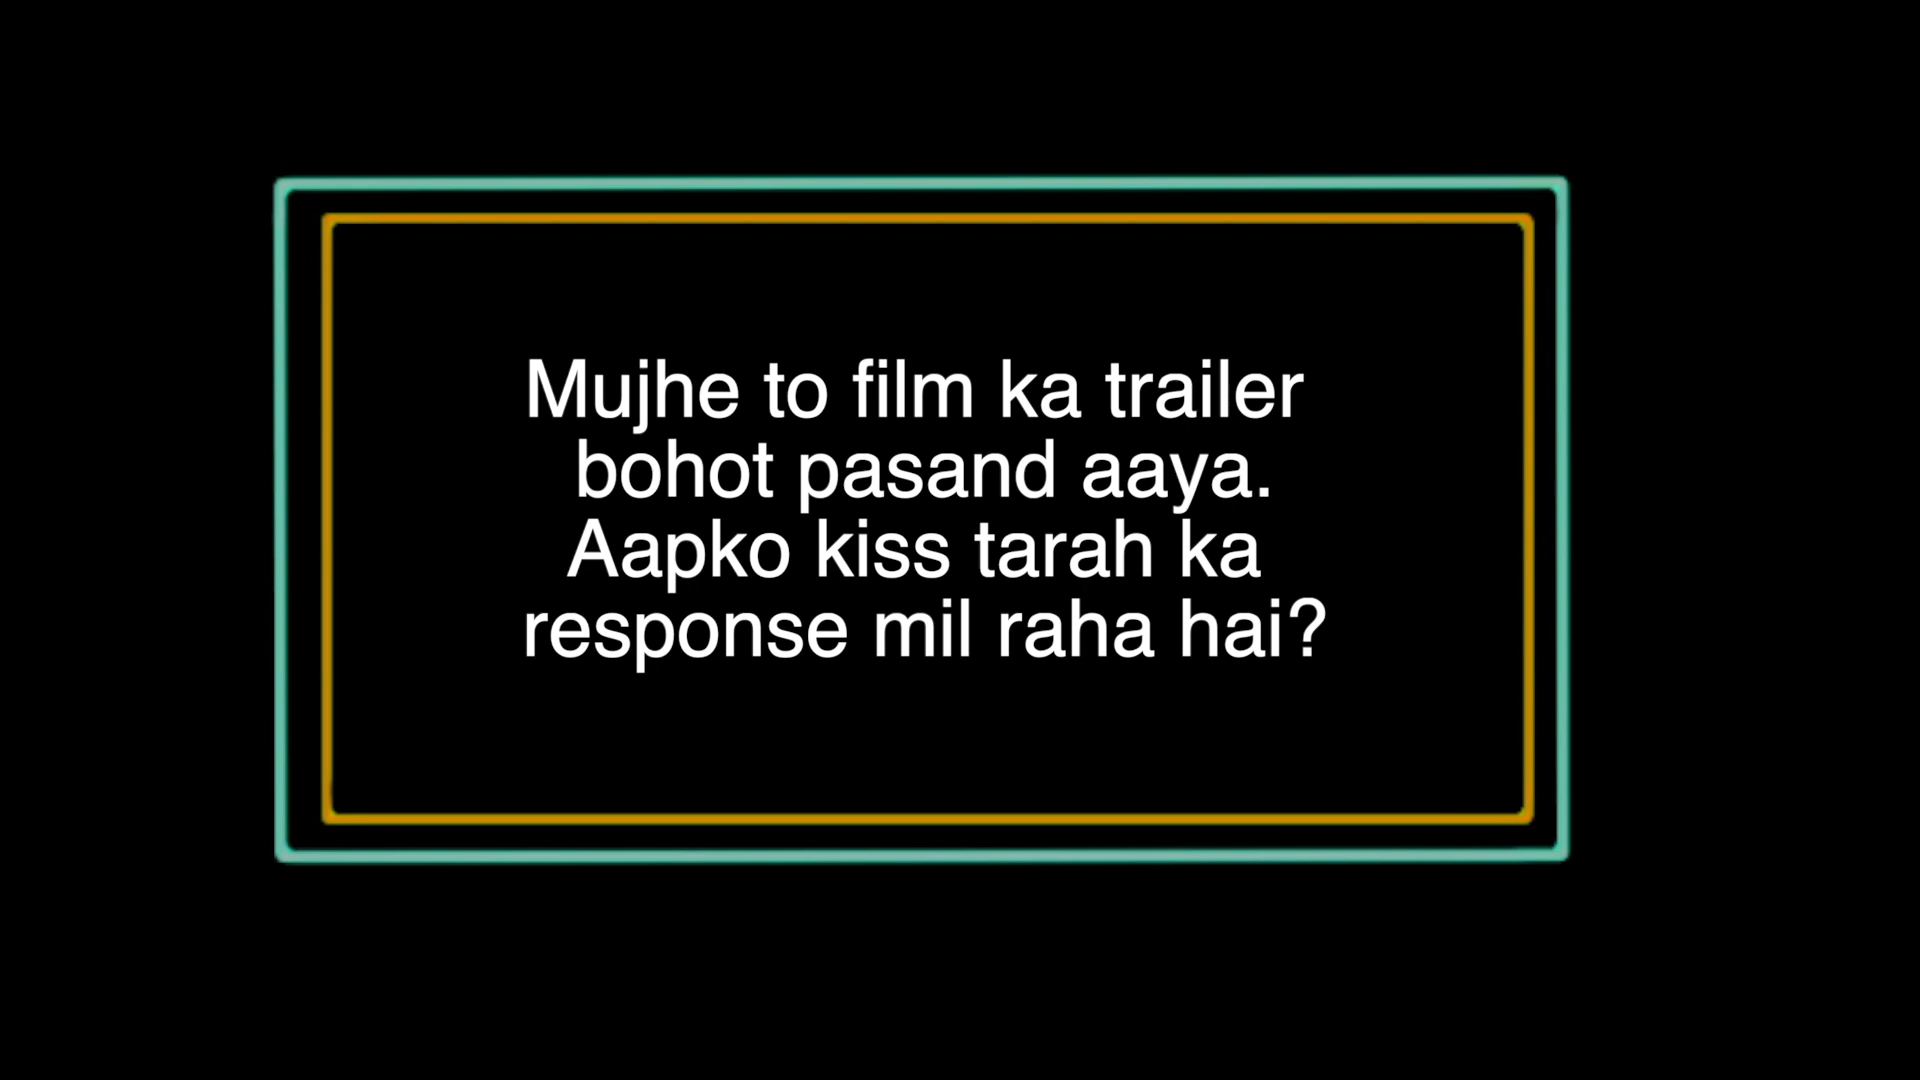 Mujhe to film ka trailer
bohot pasand aaya.
Aapko kiss tarah ka
response mil raha hai?